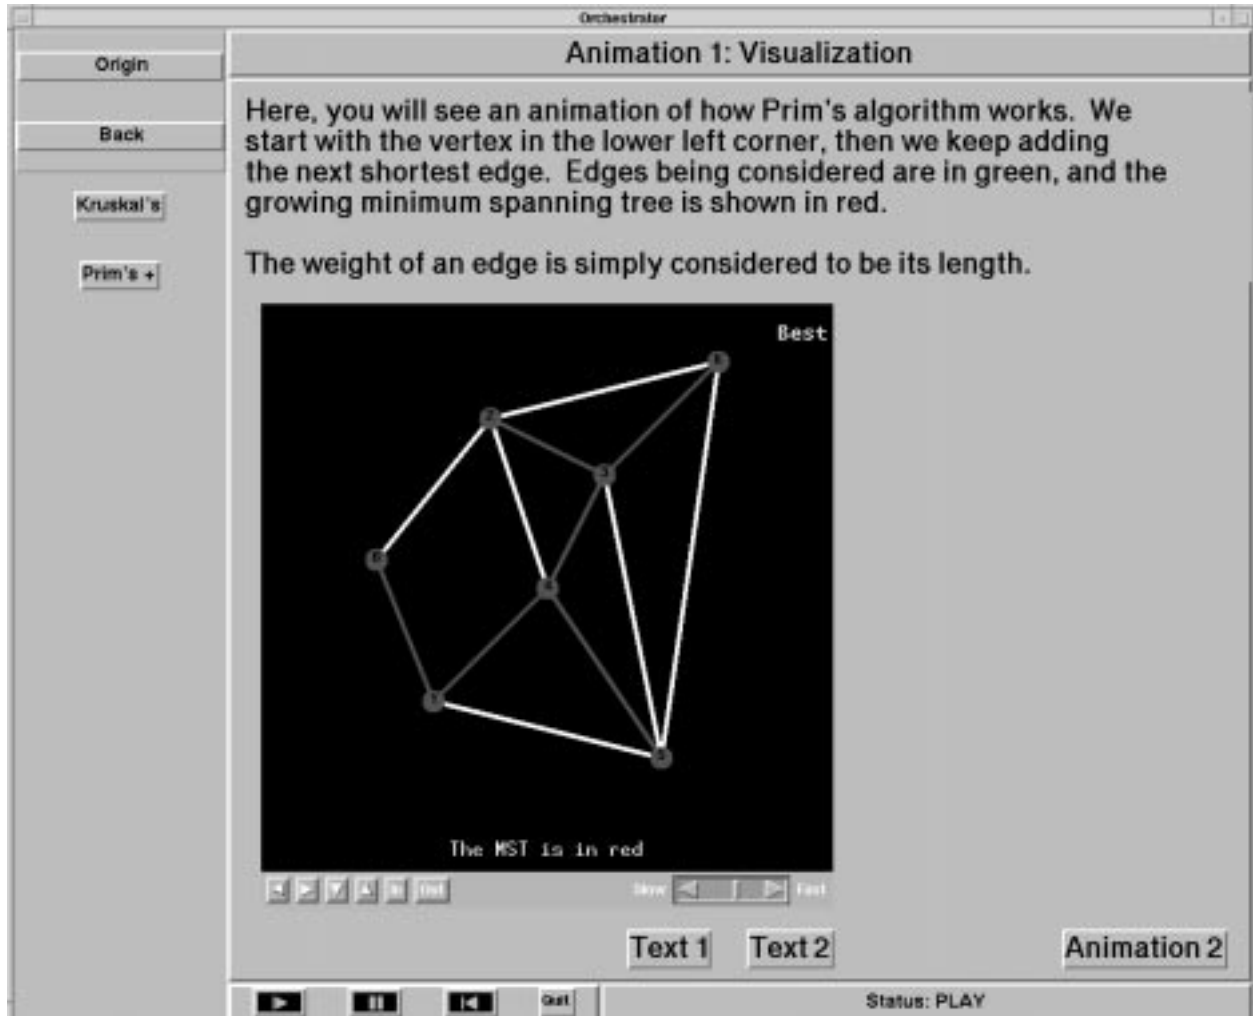 Orchestrator
Origin
Back
Kruskal's
Prim's +
Animation 1: Visualization
Here, you will see an animation of how Prim's algorithm works. We
start with the vertex in the lower left corner, then we keep adding
the next shortest edge. Edges being considered are in green, and the
growing minimum spanning tree is shown in red.
The weight of an edge is simply considered to be its length.
Best
The MST is in red
In
Out
Slow
Fast
Text 1
Text 2
Animation 2
Quit
Status: PLAY